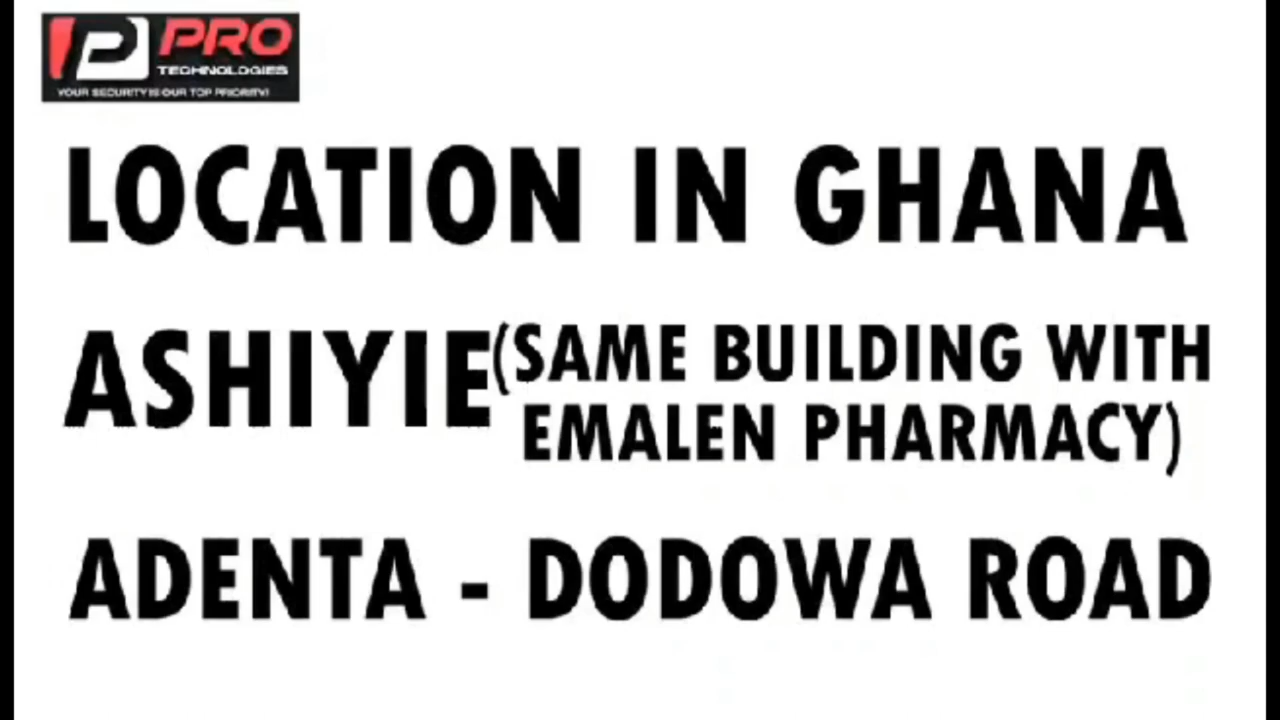 PRO
TECHNOLOGIES
YOUR SECURITY IS OUR TOP PRIORITY!
LOCATION IN GHANA
ASHIYIE (SAME BUILDING WITH
EMALEN PHARMACY)
ADENTA - DODOWA ROAD